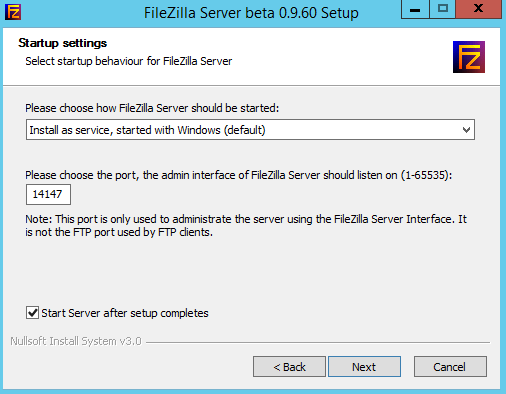 FileZilla Server beta 0.9.60 Setup
Startup settings
Select startup behaviour for FileZilla Server
Please choose how FileZilla Server should be started:
Install as service, started with Windows (default)
Please choose the port, the admin interface of FileZilla Server should listen on (1-65535):
14147
Note: This port is only used to administrate the server using the FileZilla Server Interface. It
is not the FTP port used by FTP clients.
Start Server after setup completes
Nullsoft Install System v3.0
< Back
Next
Cancel